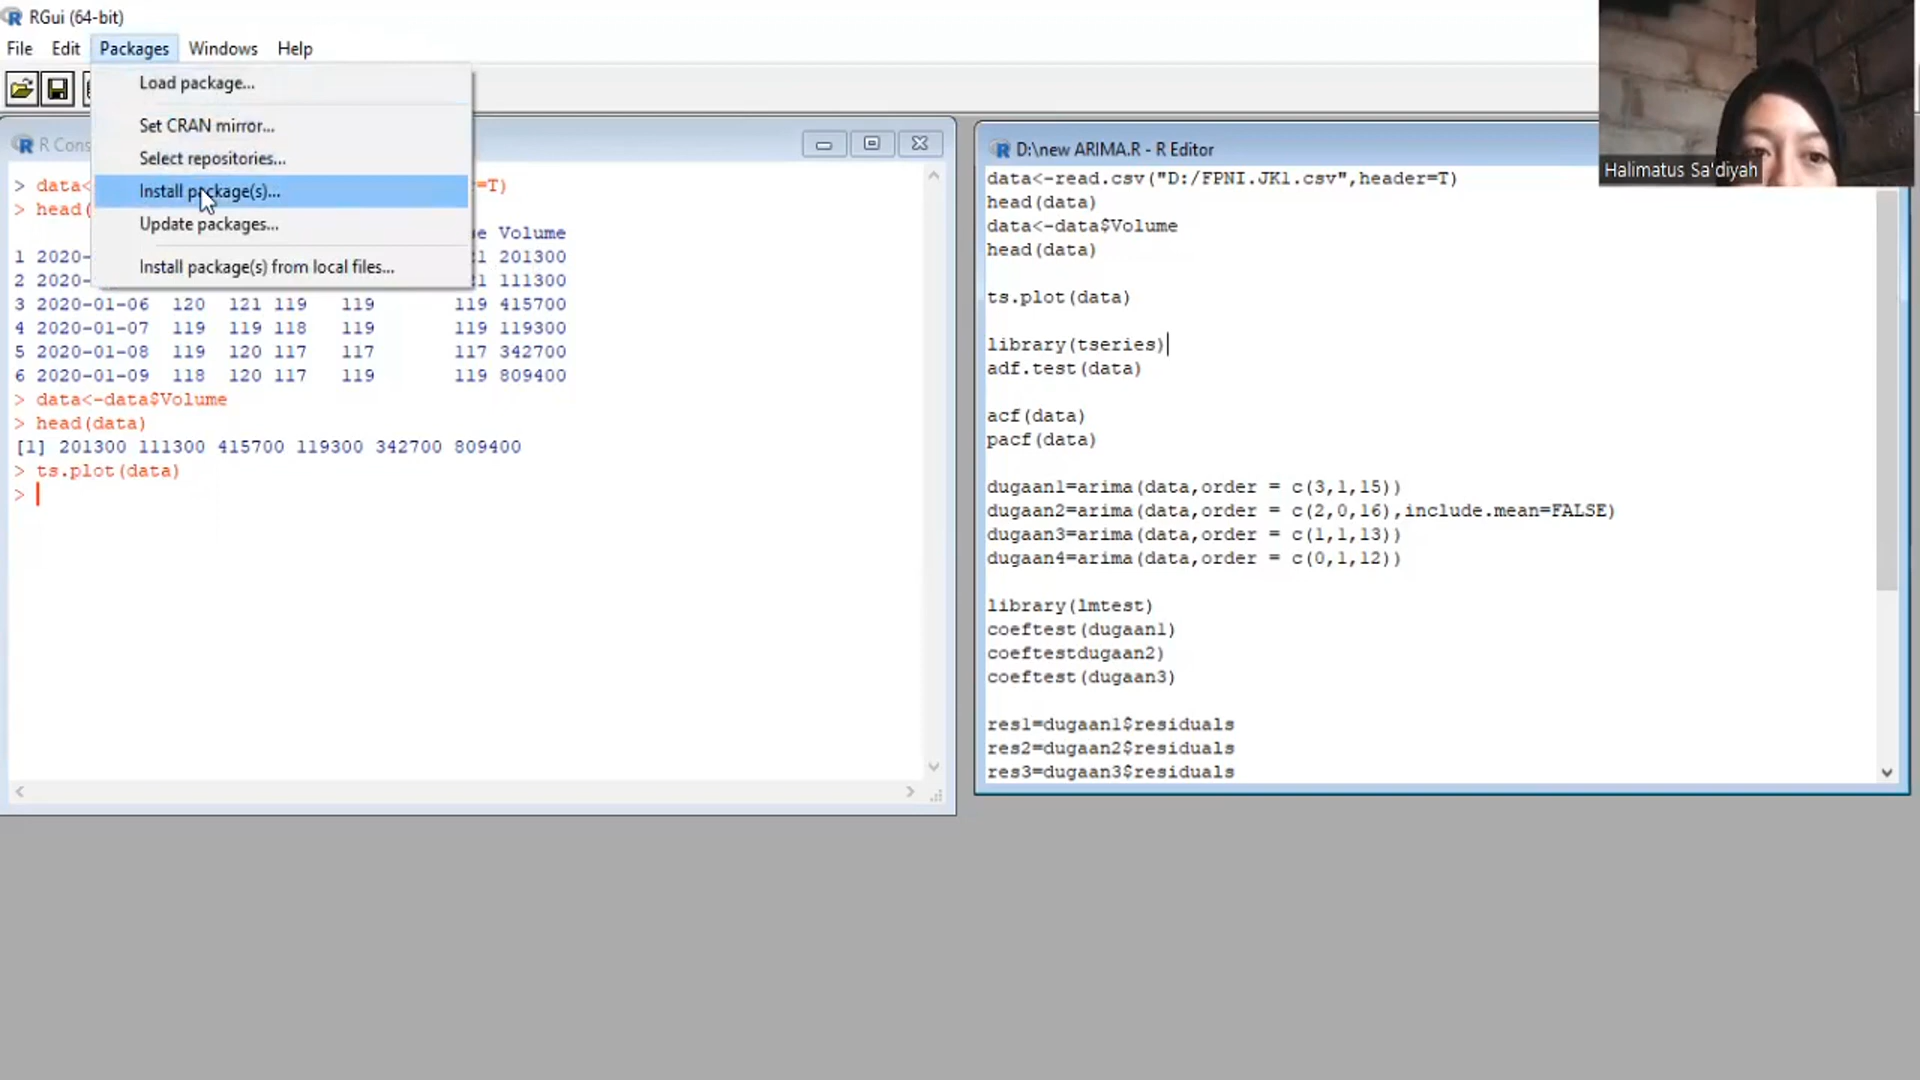 RGui (64-bit)
File Edit Packages Windows Help
Load package...
Set CRAN mirror...
Select repositories...
Install package(s)...
Update packages...
Install package(s) from local files...
R Cons
> data< =T)
> head(
e Volume
1 2020- 21 201300
2 2020- 21 111300
3 2020-01-06 120 121 119 119 119 415700
4 2020-01-07 119 119 118 119 119 119300
5 2020-01-08 119 120 117 117 117 342700
6 2020-01-09 118 120 117 119 119 809400
> data<-data$Volume
> head(data)
[1] 201300 111300 415700 119300 342700 809400
> ts.plot(data)
>
D:\new ARIMA.R - R Editor
data<-read.csv("D:/FPNI.JK1.csv",header=T)
head(data)
data<-data$Volume
head(data)
ts.plot(data)
library(tseries)
adf.test(data)
acf(data)
pacf(data)
dugaan1=arima(data,order = c(3,1,15))
dugaan2=arima(data,order = c(2,0,16),include.mean=FALSE)
dugaan3=arima(data,order = c(1,1,13))
dugaan4=arima(data,order = c(0,1,12))
library(lmtest)
coeftest(dugaan1)
coeftestdugaan2)
coeftest(dugaan3)
res1=dugaan1$residuals
res2=dugaan2$residuals
res3=dugaan3$residuals
Halimatus Sa'diyah